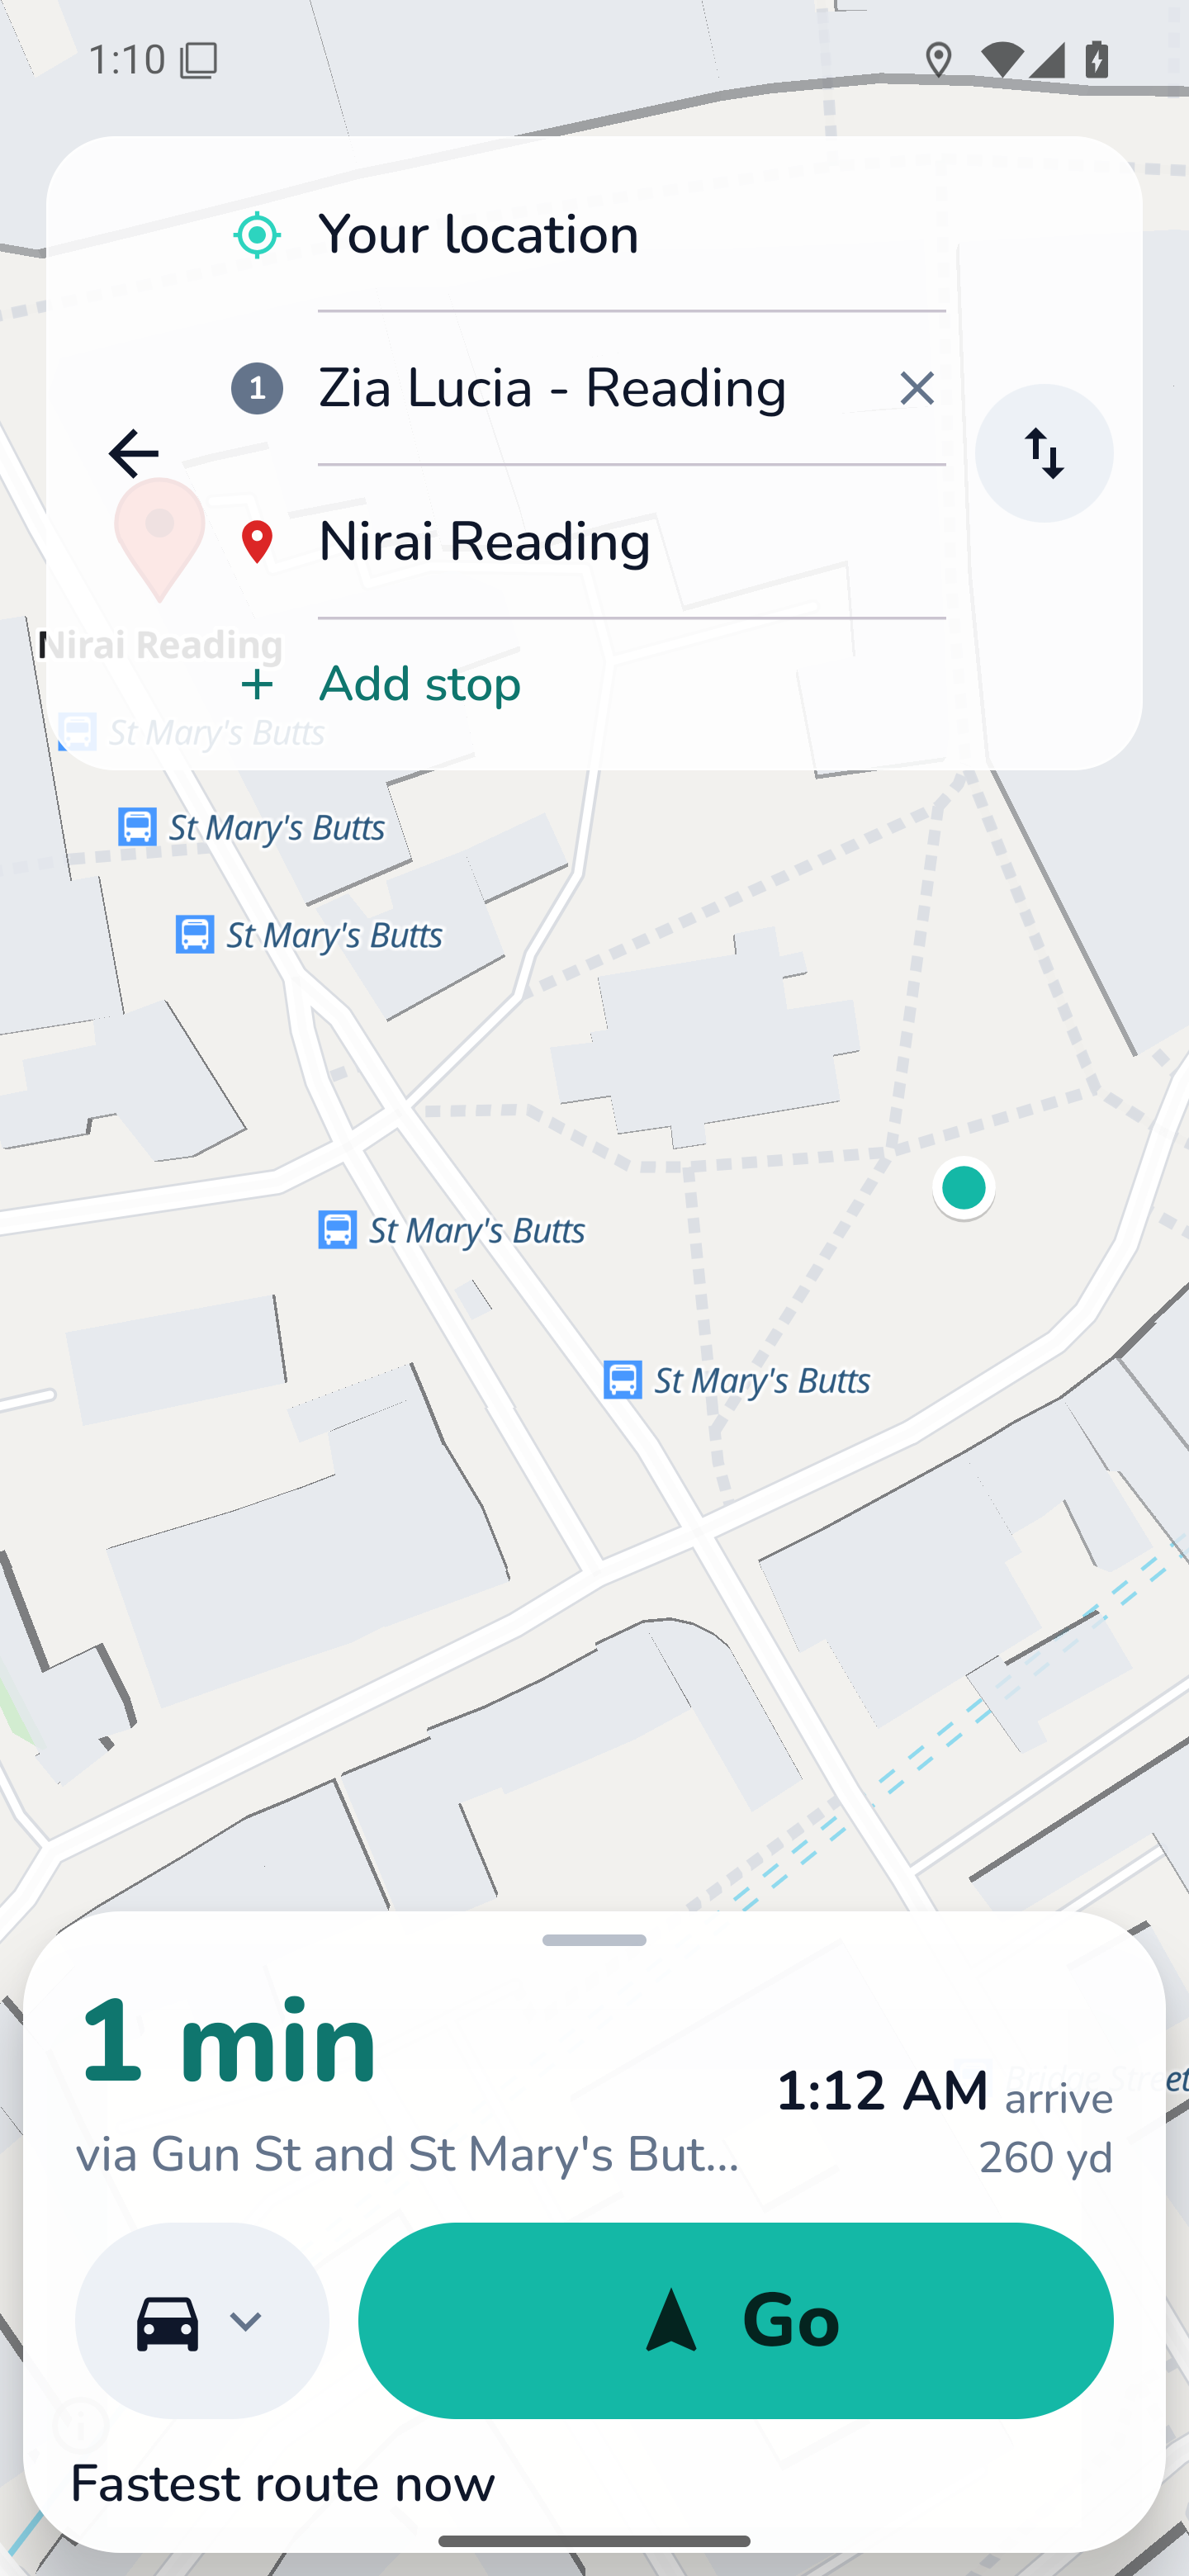 1:10
Your location
1 Zia Lucia - Reading
Nirai Reading
Nirai Reading
Add stop
St Mary's Butts
St Mary's Butts
St Mary's Butts
St Mary's Butts
St Mary's Butts
1 min
Bridge Street
1:12 AM arrive
via Gun St and St Mary's But...
260 yd
Go
Fastest route now